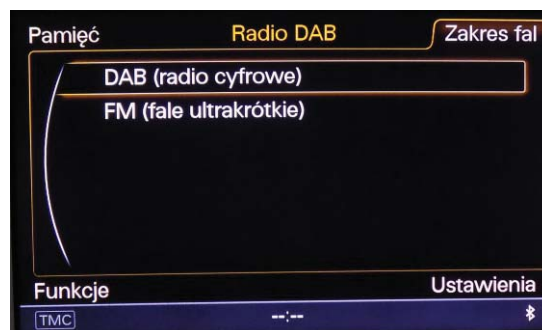 Pamięć Radio DAB Zakres fal
DAB (radio cyfrowe)
FM (fale ultrakrótkie)
Funkcje Ustawienia
TMC --:--